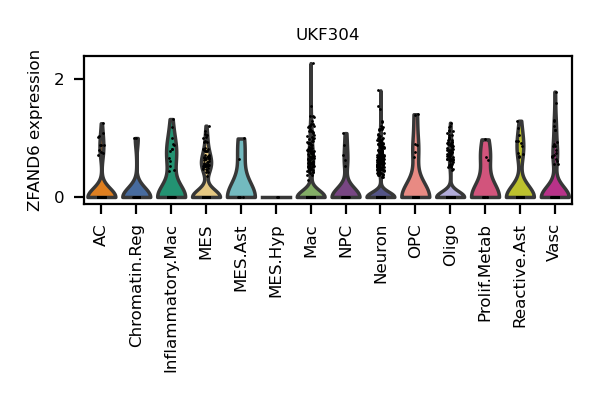 UKF304
ZFAND6 expression
2
0
AC
Chromatin.Reg
Inflammatory.Mac
MES
MES.Ast
MES.Hyp
Mac
NPC
Neuron
OPC
Oligo
Prolif.Metab
Reactive.Ast
Vasc